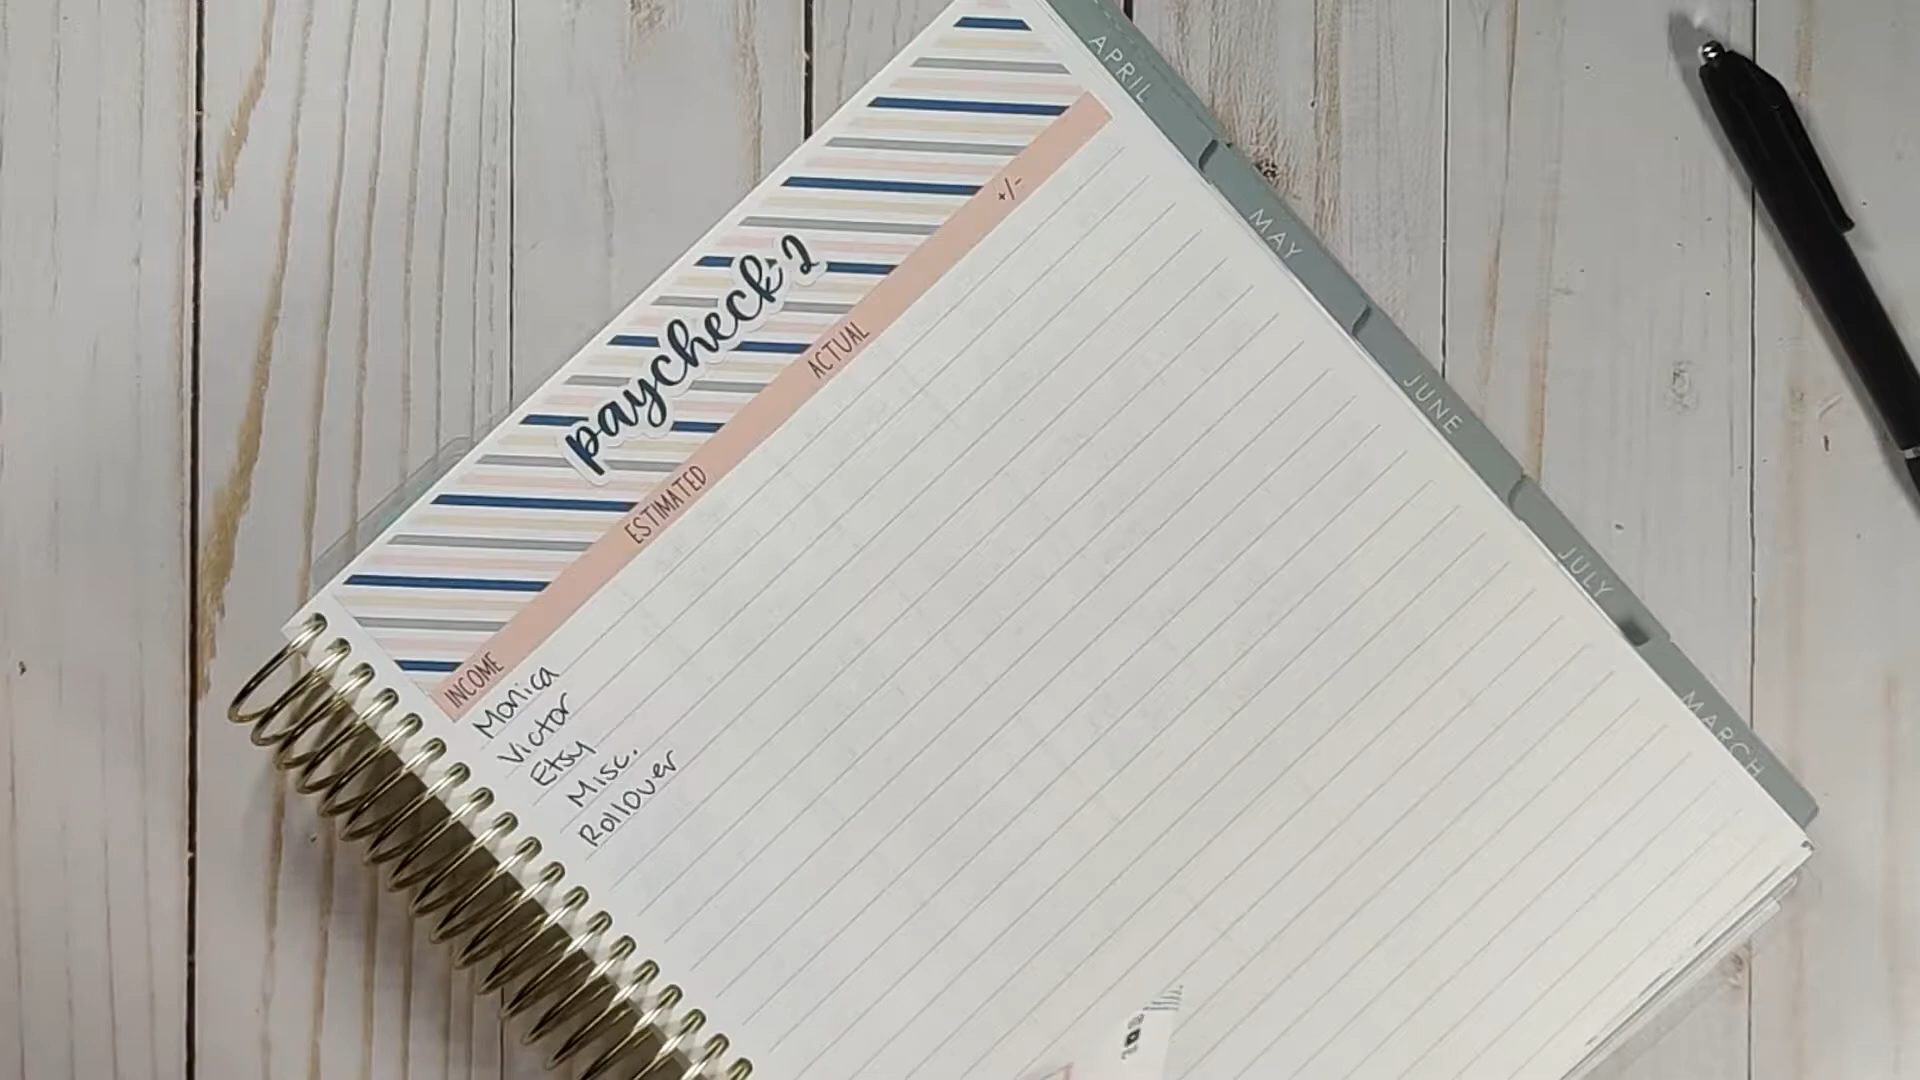 paycheck: 2
INCOME ESTIMATED ACTUAL +/-
Monica
Victor
Etsy
Misc.
Rollover
APRIL
MAY
JUNE
JULY
MARCH